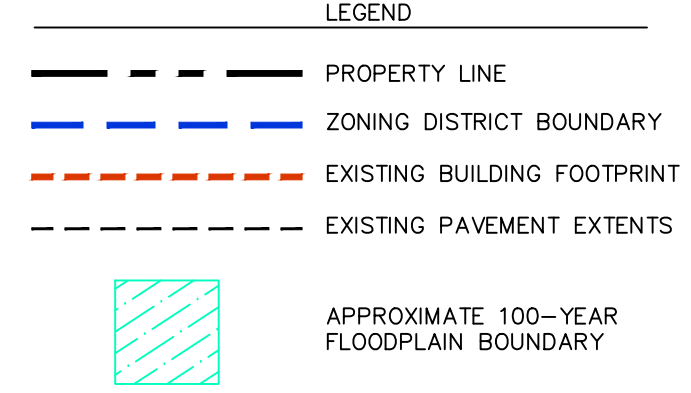 LEGEND
PROPERTY LINE
ZONING DISTRICT BOUNDARY
EXISTING BUILDING FOOTPRINT
EXISTING PAVEMENT EXTENTS
APPROXIMATE 100-YEAR
FLOODPLAIN BOUNDARY